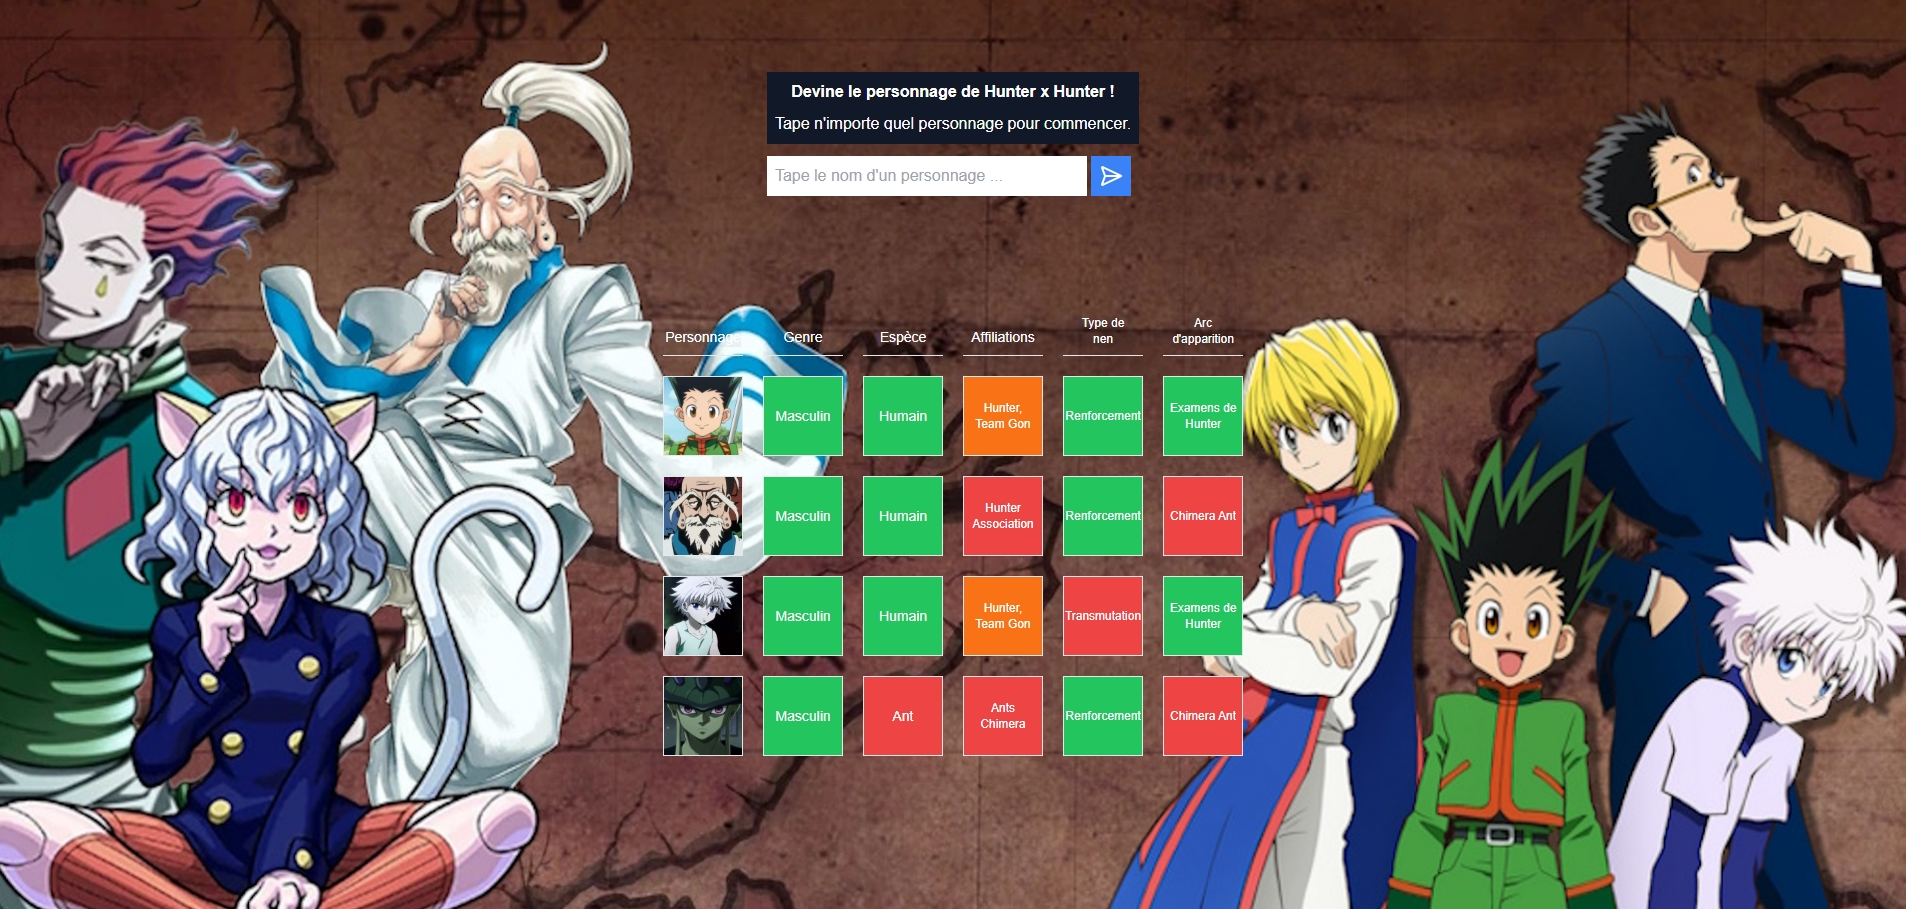 Devine le personnage de Hunter x Hunter !
Tape n'importe quel personnage pour commencer.
Tape le nom d'un personnage ...
Personnage
Genre
Espèce
Affiliations
Type de
nen
Arc
d'apparition
Masculin
Humain
Hunter,
Team Gon
Renforcement
Examens de
Hunter
Masculin
Humain
Hunter
Association
Renforcement
Chimera Ant
Masculin
Humain
Hunter,
Team Gon
Transmutation
Examens de
Hunter
Masculin
Ant
Ants
Chimera
Renforcement
Chimera Ant